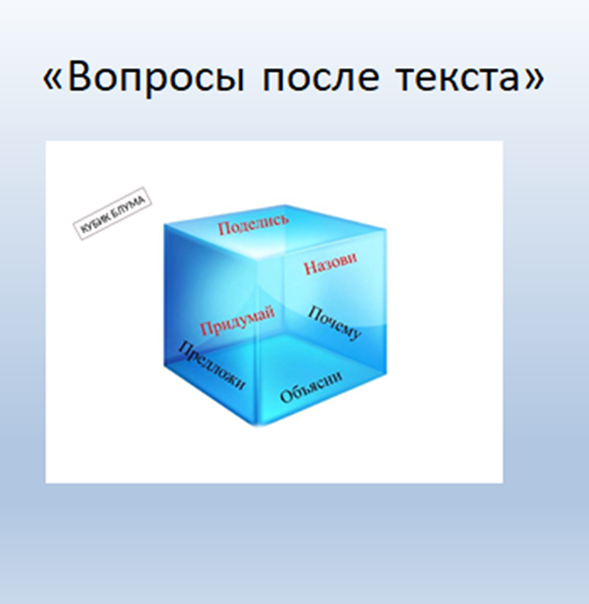 «Вопросы после текста»
КУБИК БЛУМА
Поделись
Назови
Придумай
Почему
Предложи
Объясни